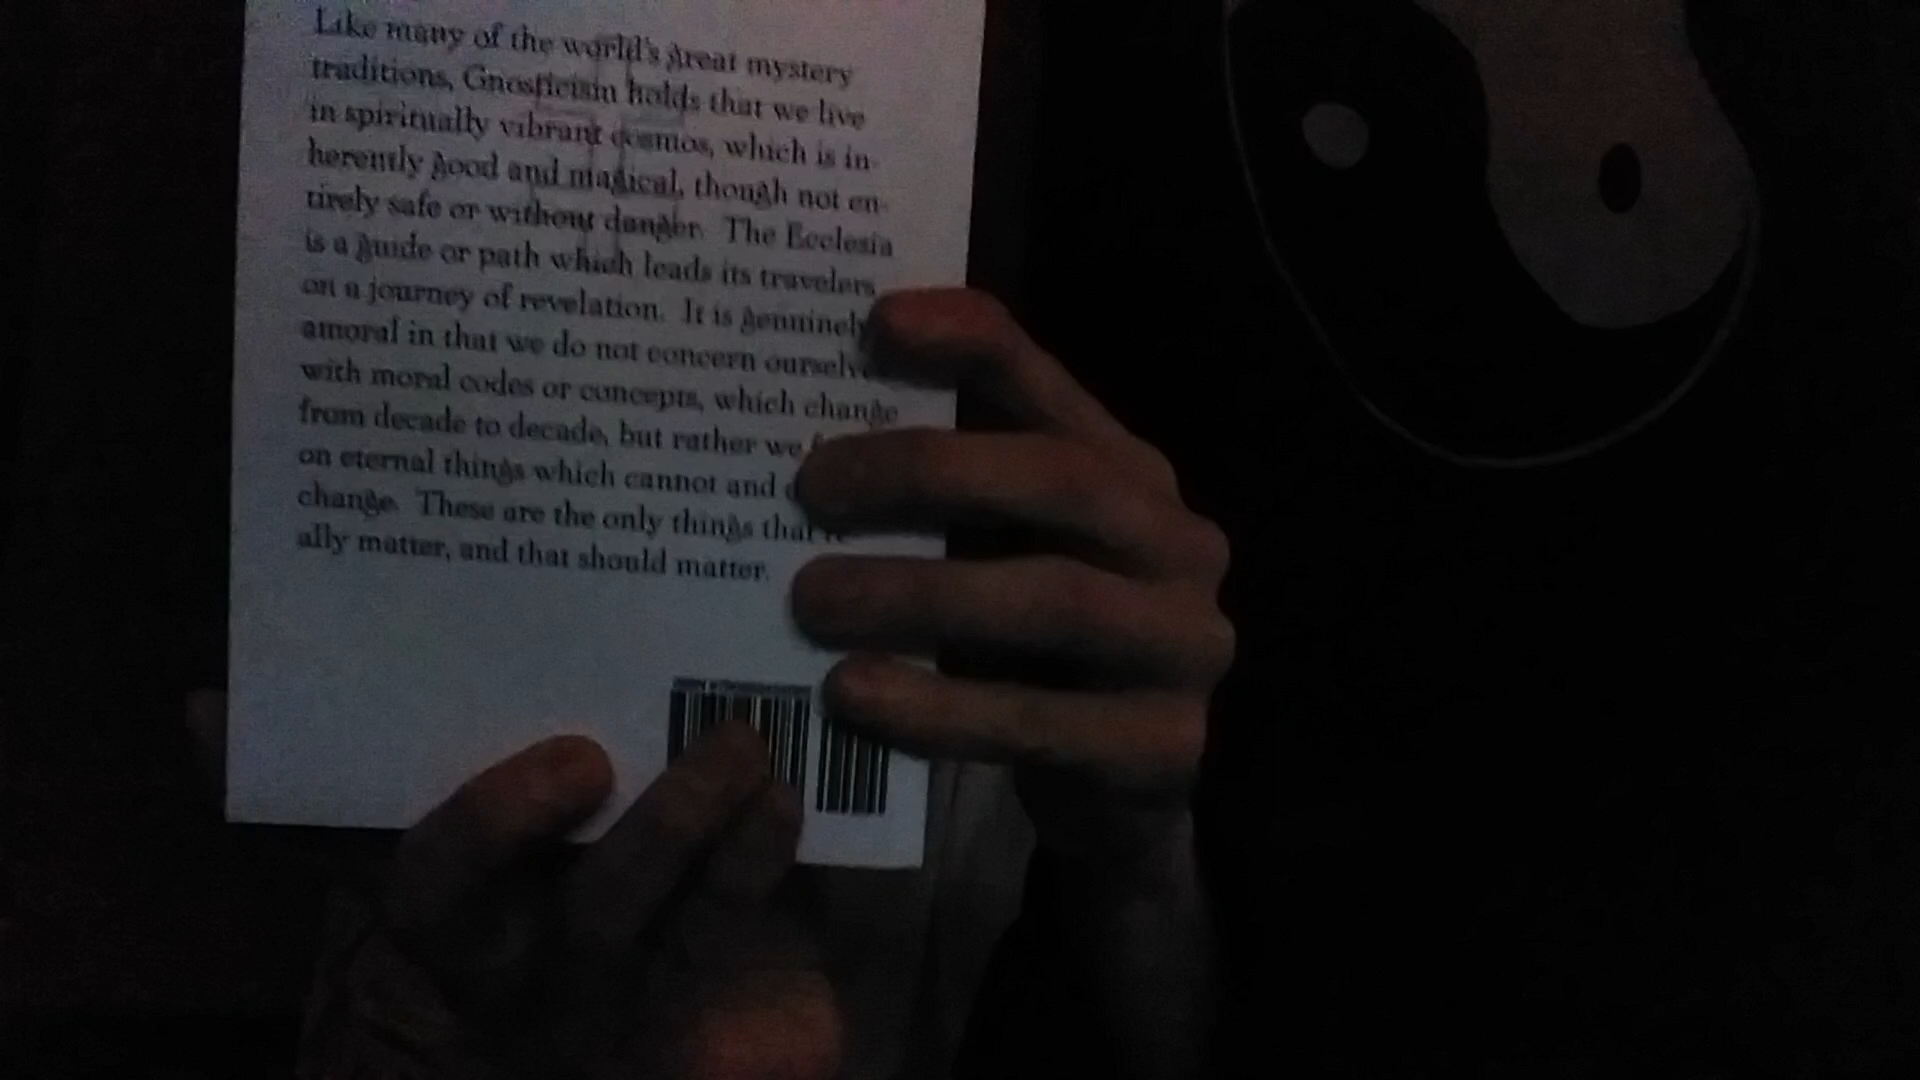 Like many of the world's great mystery
traditions, Gnosticism holds that we live
in spiritually vibrant cosmos, which is in-
herently good and magical, though not en-
tirely safe or without danger. The Ecclesia
is a guide or path which leads its travelers
on a journey of revelation. It is genuinely
amoral in that we do not concern
with moral codes or concepts, which change
from decade to decade, but rather we
on eternal things which cannot and
change. These are the only things that
ally matter, and that should matter.